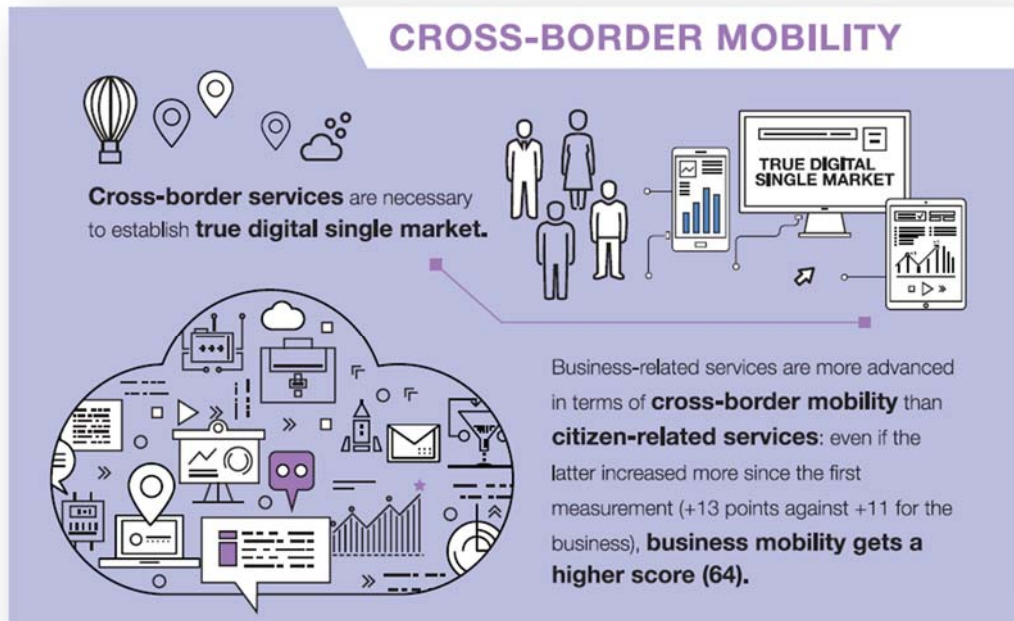 CROSS-BORDER MOBILITY
Cross-border services are necessary
to establish true digital single market.
TRUE DIGITAL
SINGLE MARKET
Business-related services are more advanced
in terms of cross-border mobility than
citizen-related services: even if the
latter increased more since the first
measurement (+13 points against +11 for the
business), business mobility gets a
higher score (64).